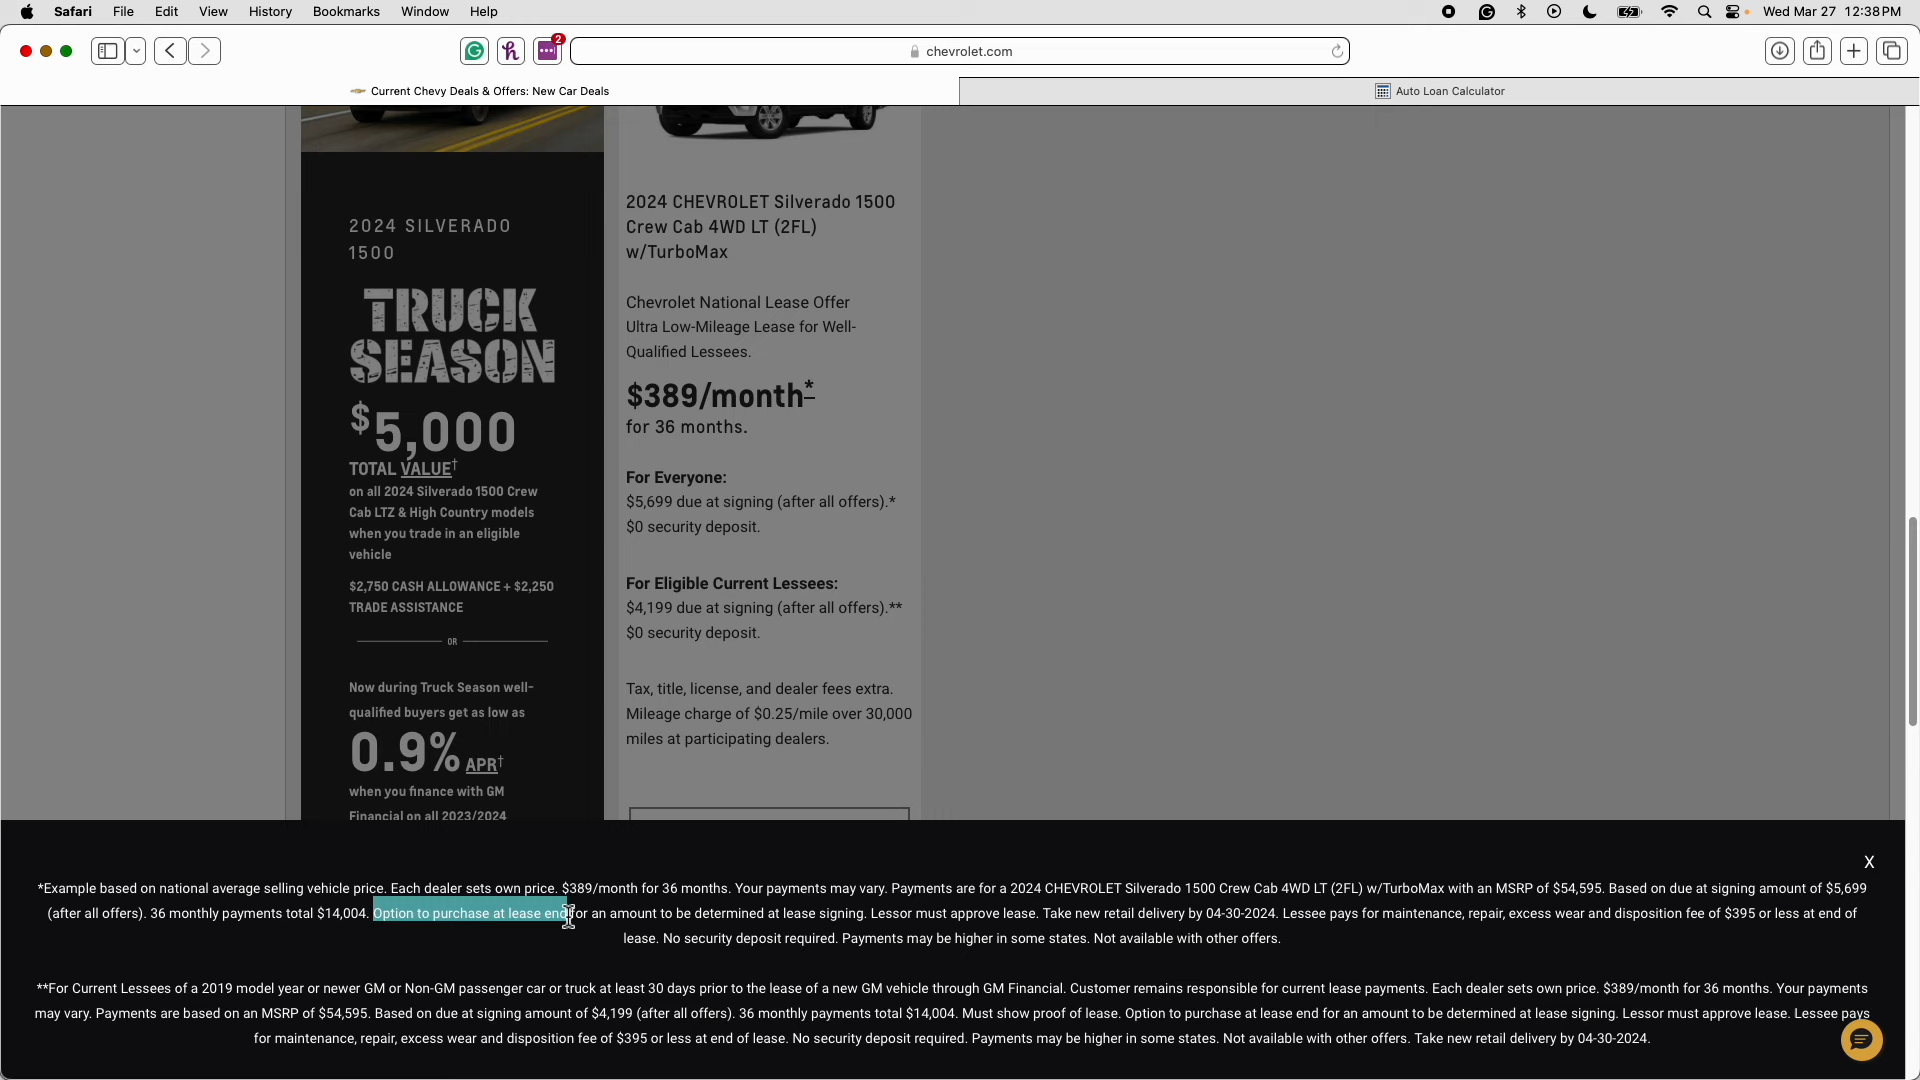 Safari File Edit View History Bookmarks Window Help Wed Mar 27 12:38 PM
2
chevrolet.com
Current Chevy Deals & Offers: New Car Deals
Auto Loan Calculator
2024 SILVERADO
1500
TRUCK
SEASON
$5,000
TOTAL VALUE†
on all 2024 Silverado 1500 Crew
Cab LTZ & High Country models
when you trade in an eligible
vehicle
$2,750 CASH ALLOWANCE + $2,250
TRADE ASSISTANCE
OR
Now during Truck Season well-
qualified buyers get as low as
0.9% APR†
when you finance with GM
Financial on all 2023/2024
2024 CHEVROLET Silverado 1500
Crew Cab 4WD LT (2FL)
w/TurboMax
Chevrolet National Lease Offer
Ultra Low-Mileage Lease for Well-
Qualified Lessees.
$389/month*
for 36 months.
For Everyone:
$5,699 due at signing (after all offers).*
$0 security deposit.
For Eligible Current Lessees:
$4,199 due at signing (after all offers).**
$0 security deposit.
Tax, title, license, and dealer fees extra.
Mileage charge of $0.25/mile over 30,000
miles at participating dealers.
X
*Example based on national average selling vehicle price. Each dealer sets own price. $389/month for 36 months. Your payments may vary. Payments are for a 2024 CHEVROLET Silverado 1500 Crew Cab 4WD LT (2FL) w/TurboMax with an MSRP of $54,595. Based on due at signing amount of $5,699
(after all offers). 36 monthly payments total $14,004. Option to purchase at lease end for an amount to be determined at lease signing. Lessor must approve lease. Take new retail delivery by 04-30-2024. Lessee pays for maintenance, repair, excess wear and disposition fee of $395 or less at end of
lease. No security deposit required. Payments may be higher in some states. Not available with other offers.
**For Current Lessees of a 2019 model year or newer GM or Non-GM passenger car or truck at least 30 days prior to the lease of a new GM vehicle through GM Financial. Customer remains responsible for current lease payments. Each dealer sets own price. $389/month for 36 months. Your payments
may vary. Payments are based on an MSRP of $54,595. Based on due at signing amount of $4,199 (after all offers). 36 monthly payments total $14,004. Must show proof of lease. Option to purchase at lease end for an amount to be determined at lease signing. Lessor must approve lease. Lessee pays
for maintenance, repair, excess wear and disposition fee of $395 or less at end of lease. No security deposit required. Payments may be higher in some states. Not available with other offers. Take new retail delivery by 04-30-2024.